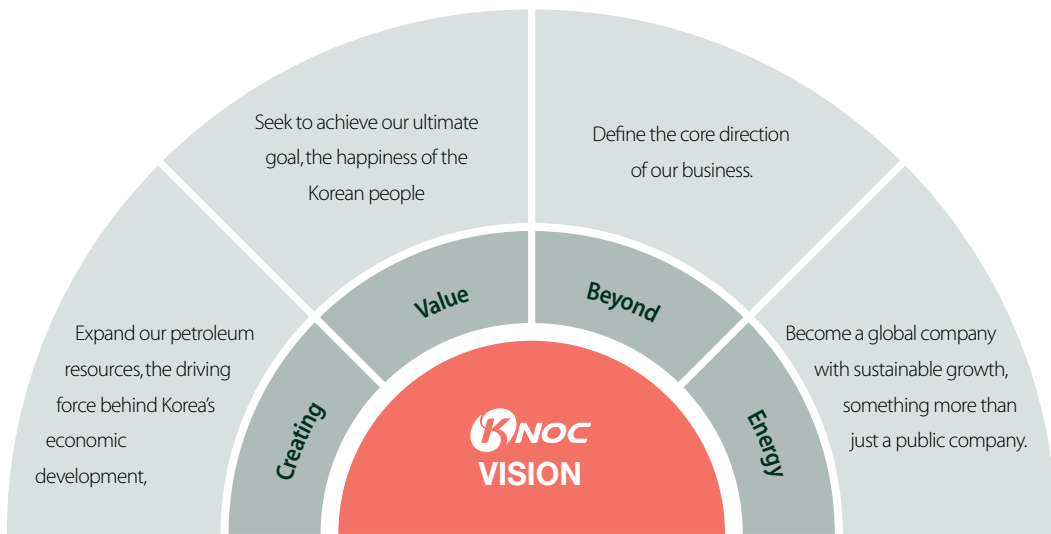 Expand our petroleum
resources, the driving
force behind Korea's
economic
development,
Creating
Seek to achieve our ultimate
goal, the happiness of the
Korean people
Value
Define the core direction
of our business.
Beyond
Become a global company
with sustainable growth,
something more than
just a public company.
Energy
KNOC
VISION